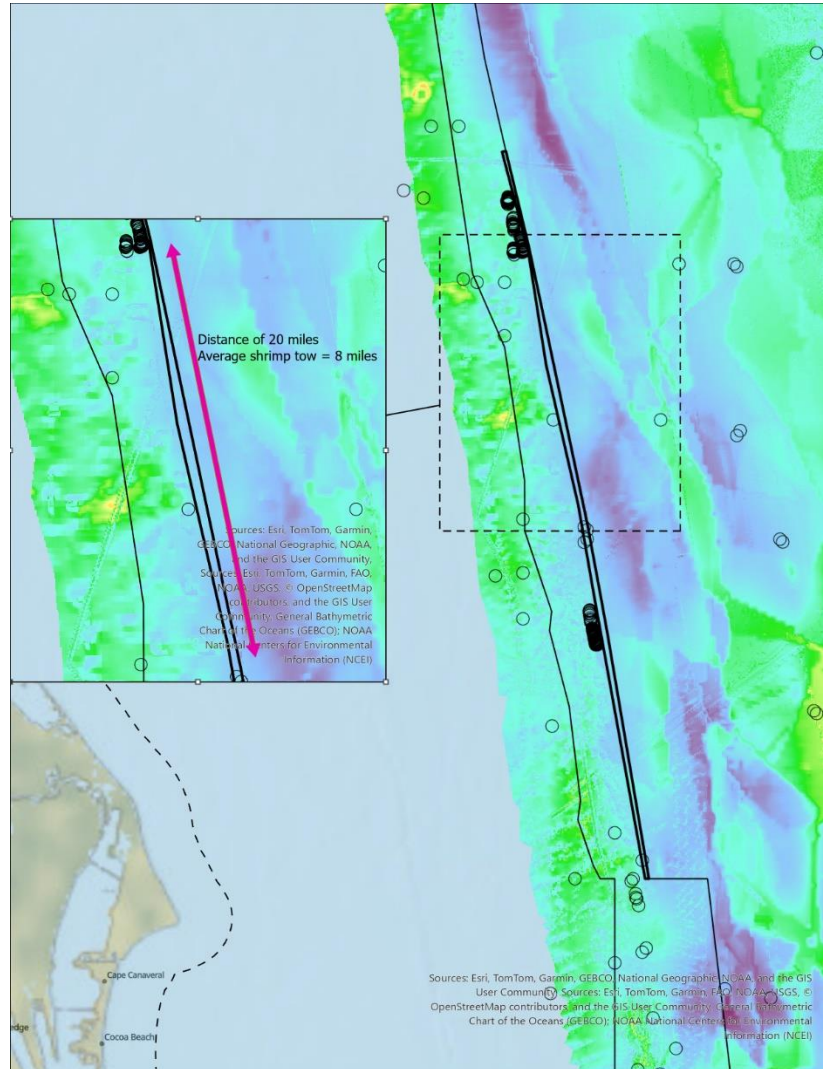 Distance of 20 miles
Average shrimp tow = 8 miles
Sources: Esri, TomTom, Garmin,
GEBCO, National Geographic, NOAA,
and the GIS User Community,
Sources: Esri, TomTom, Garmin, FAO,
NOAA, USGS, © OpenStreetMap
contributors, and the GIS User
Community, General Bathymetric
Chart of the Oceans (GEBCO); NOAA
National Centers for Environmental
Information (NCEI)
Cape Canaveral
edge
Cocoa Beach
Sources: Esri, TomTom, Garmin, GEBCO, National Geographic, NOAA, and the GIS
User Community, Sources: Esri, TomTom, Garmin, FAO, NOAA, USGS, ©
OpenStreetMap contributors, and the GIS User Community, General Bathymetric
Chart of the Oceans (GEBCO); NOAA National Centers for Environmental
Information (NCEI)